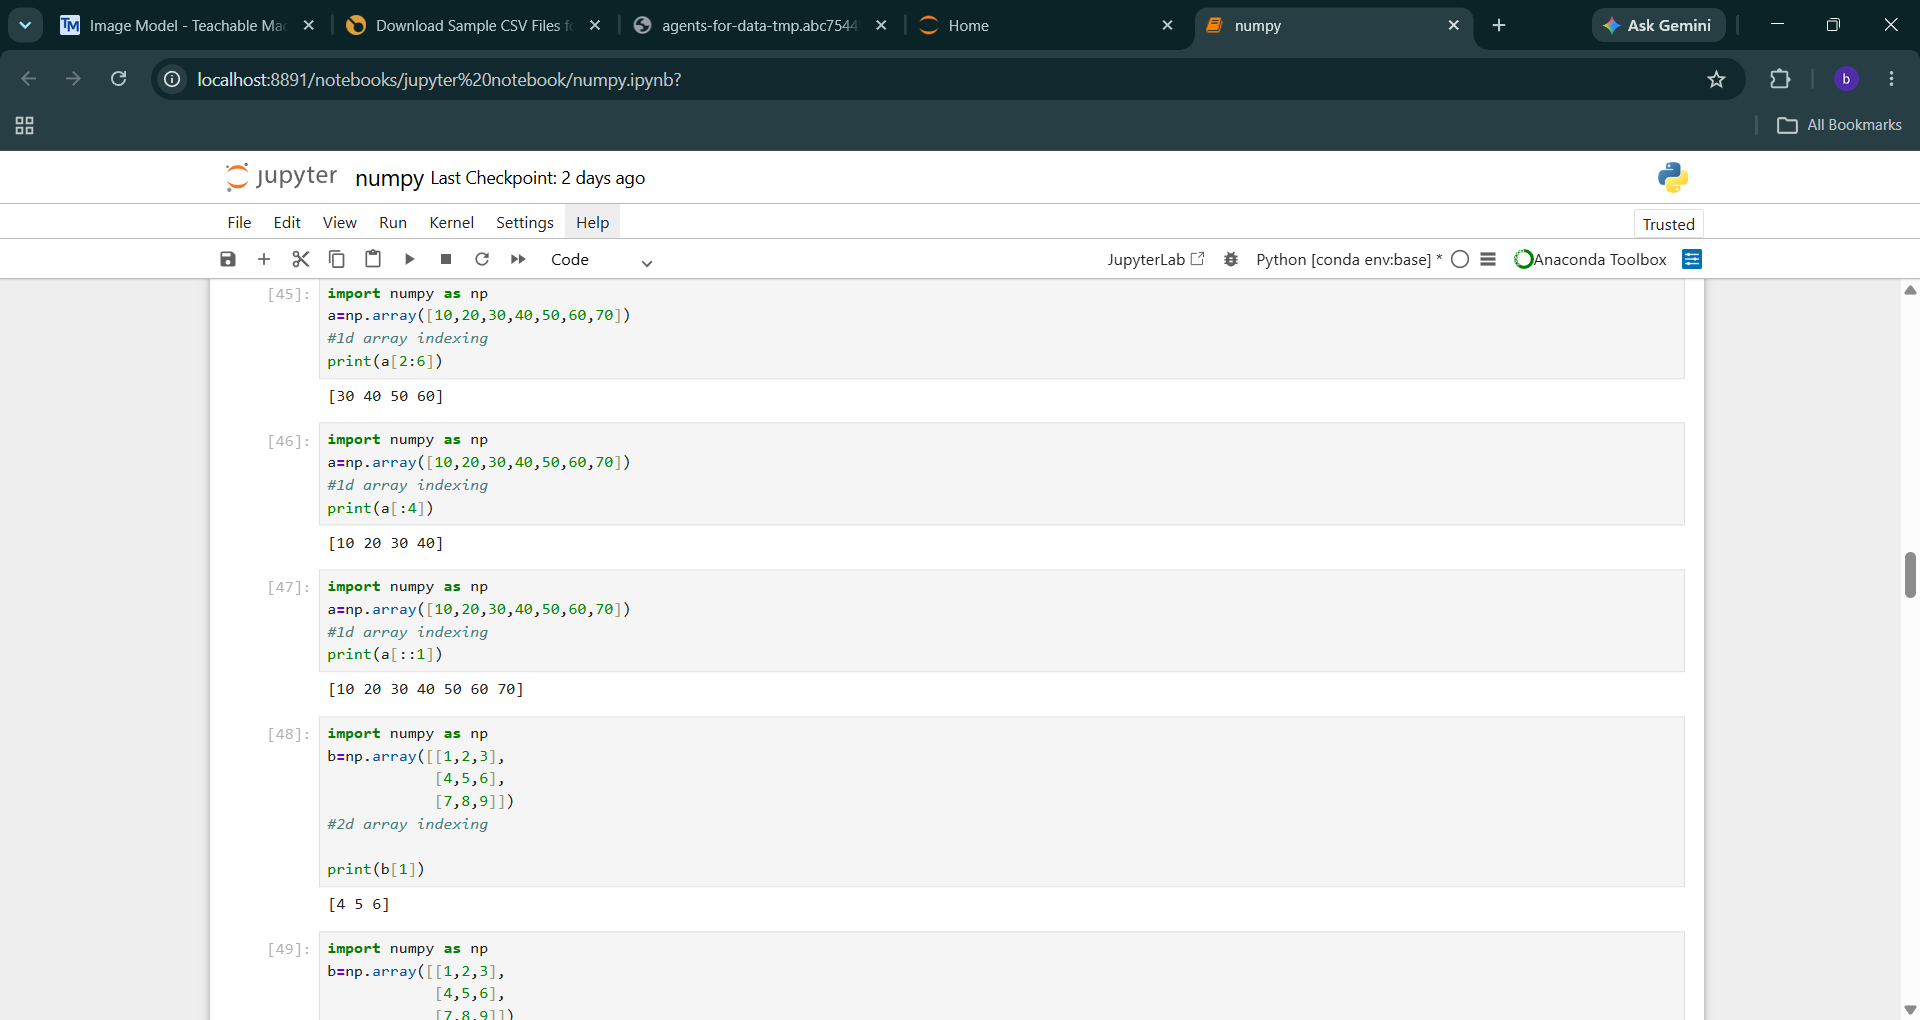 Image Model - Teachable Ma
Download Sample CSV Files f
agents-for-data-tmp.abc7544
Home
numpy
Ask Gemini
localhost:8891/notebooks/jupyter%20notebook/numpy.ipynb?
b
All Bookmarks
jupyter numpy Last Checkpoint: 2 days ago
File Edit View Run Kernel Settings Help
Trusted
Code
JupyterLab
Python [conda env:base] *
Anaconda Toolbox
[45]: import numpy as np
a=np.array([10,20,30,40,50,60,70])
#1d array indexing
print(a[2:6])
[30 40 50 60]
[46]: import numpy as np
a=np.array([10,20,30,40,50,60,70])
#1d array indexing
print(a[:4])
[10 20 30 40]
[47]: import numpy as np
a=np.array([10,20,30,40,50,60,70])
#1d array indexing
print(a[::1])
[10 20 30 40 50 60 70]
[48]: import numpy as np
b=np.array([[1,2,3],
[4,5,6],
[7,8,9]])
#2d array indexing
print(b[1])
[4 5 6]
[49]: import numpy as np
b=np.array([[1,2,3],
[4,5,6],
[7,8,9]])